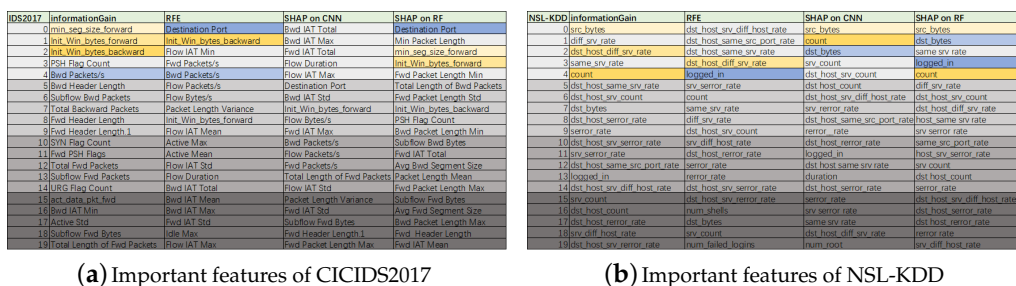 IDS2017 informationGain RFE SHAP on CNN SHAP on RF
0 min_seg_size_forward Destination Port Bwd IAT Total Destination Port
1 Init_Win_bytes_forward Init_Win_bytes_backward Bwd IAT Max Min Packet Length
2 Init_Win_bytes_backward Flow IAT Min Fwd IAT Total min_seg_size_forward
3 PSH Flag Count Fwd Packets/s Flow Duration Init_Win_bytes_forward
4 Bwd Packets/s Bwd Packets/s Flow IAT Max Fwd Packet Length Min
5 Bwd Header Length Flow Packets/s Destination Port Total Length of Bwd Packets
6 Subflow Bwd Packets Flow Bytes/s Bwd IAT Std Fwd Packet Length Std
7 Total Backward Packets Packet Length Variance Init_Win_bytes_forward Init_Win_bytes_backward
8 Fwd Header Length Init_Win_bytes_forward Flow Bytes/s PSH Flag Count
9 Fwd Header Length.1 Flow IAT Mean Fwd IAT Max Bwd Packet Length Min
10 SYN Flag Count Active Max Bwd Packets/s Subflow Bwd Bytes
11 Fwd PSH Flags Active Mean Flow Packets/s Fwd IAT Total
12 Total Fwd Packets Flow IAT Std Fwd Packets/s Avg Bwd Segment Size
13 Subflow Fwd Packets Flow Duration Total Length of Fwd Packets Packet Length Mean
14 URG Flag Count Bwd IAT Total Flow IAT Std Fwd Packet Length Max
15 act_data_pkt_fwd Bwd IAT Mean Packet Length Variance Subflow Fwd Bytes
16 Bwd IAT Min Bwd IAT Max Fwd IAT Std Avg Fwd Segment Size
17 Active Std Fwd IAT Std Subflow Fwd Bytes Bwd Packet Length Max
18 Subflow Fwd Bytes Idle Max Fwd Header Length.1 Fwd Header Length
19 Total Length of Fwd Packets Flow IAT Max Fwd Packet Length Max Fwd IAT Mean
(a) Important features of CICIDS2017
NSL-KDD informationGain RFE SHAP on CNN SHAP on RF
0 src_bytes dst_host_srv_diff_host_rate src_bytes src_bytes
1 diff_srv_rate dst_host_same_src_port_rate count dst_bytes
2 dst_host_diff_srv_rate dst_host_same_srv_rate dst_bytes same srv rate
3 same_srv_rate dst_host_diff_srv_rate srv_count logged_in
4 count logged_in dst_host_srv_count count
5 dst_host_same_srv_rate srv_serror_rate dst_host_count diff_srv_rate
6 dst_host_srv_count count dst_host_srv_diff_host_rate dst_host_srv_count
7 dst_bytes same_srv_rate srv_rerror_rate dst_host_diff_srv_rate
8 dst_host_serror_rate diff_srv_rate dst_host_same_src_port_rate host_same srv rate
9 serror_rate dst_host_srv_count rerror_rate srv serror rate
10 dst_host_srv_serror_rate srv_diff_host_rate dst_host_srv_rerror_rate same_src_port_rate
11 srv_serror_rate dst_host_rerror_rate logged_in host_srv_serror_rate
12 dst_host_same_src_port_rate serror_rate dst host same srv rate srv count
13 logged_in rerror_rate duration dst_host_count
14 dst_host_srv_diff_host_rate dst_host_srv_serror_rate serror_rate serror_rate
15 srv_count dst_host_serror_rate srv_serror_rate dst_host_srv_diff_host_rate
16 dst_host_count num_shells srv serror rate dst_host_serror_rate
17 dst_host_rerror_rate dst_bytes same srv_rate srv_rerror_rate
18 serror_rate srv_count dst_host_diff_srv_rate rerror_rate
19 dst_host_srv_rerror_rate num_failed_logins num_root srv_diff_host_rate
(b) Important features of NSL-KDD